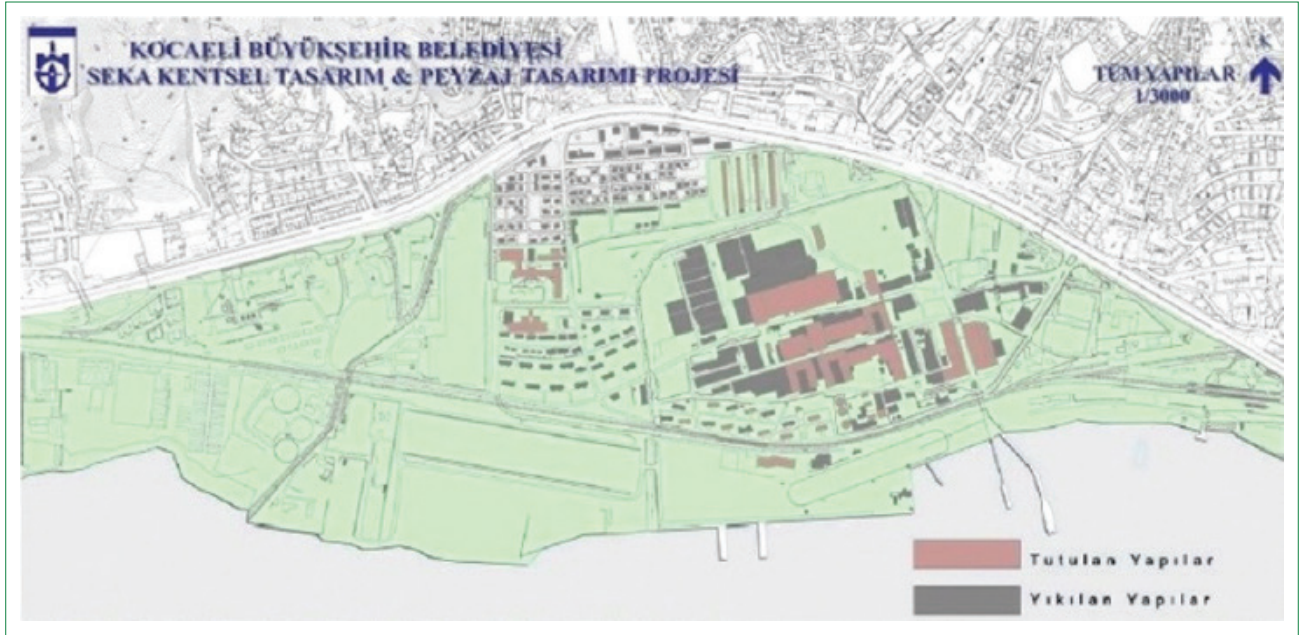 KOCAELİ BÜYÜKŞEHİR BELEDİYESİ
SEKA KENTSEL TASARIM & PEYZAJ TASARIMI PROJESİ
TÜM YAPILAR
1/3000
K
Tutulan Yapılar
Yıkılan Yapılar